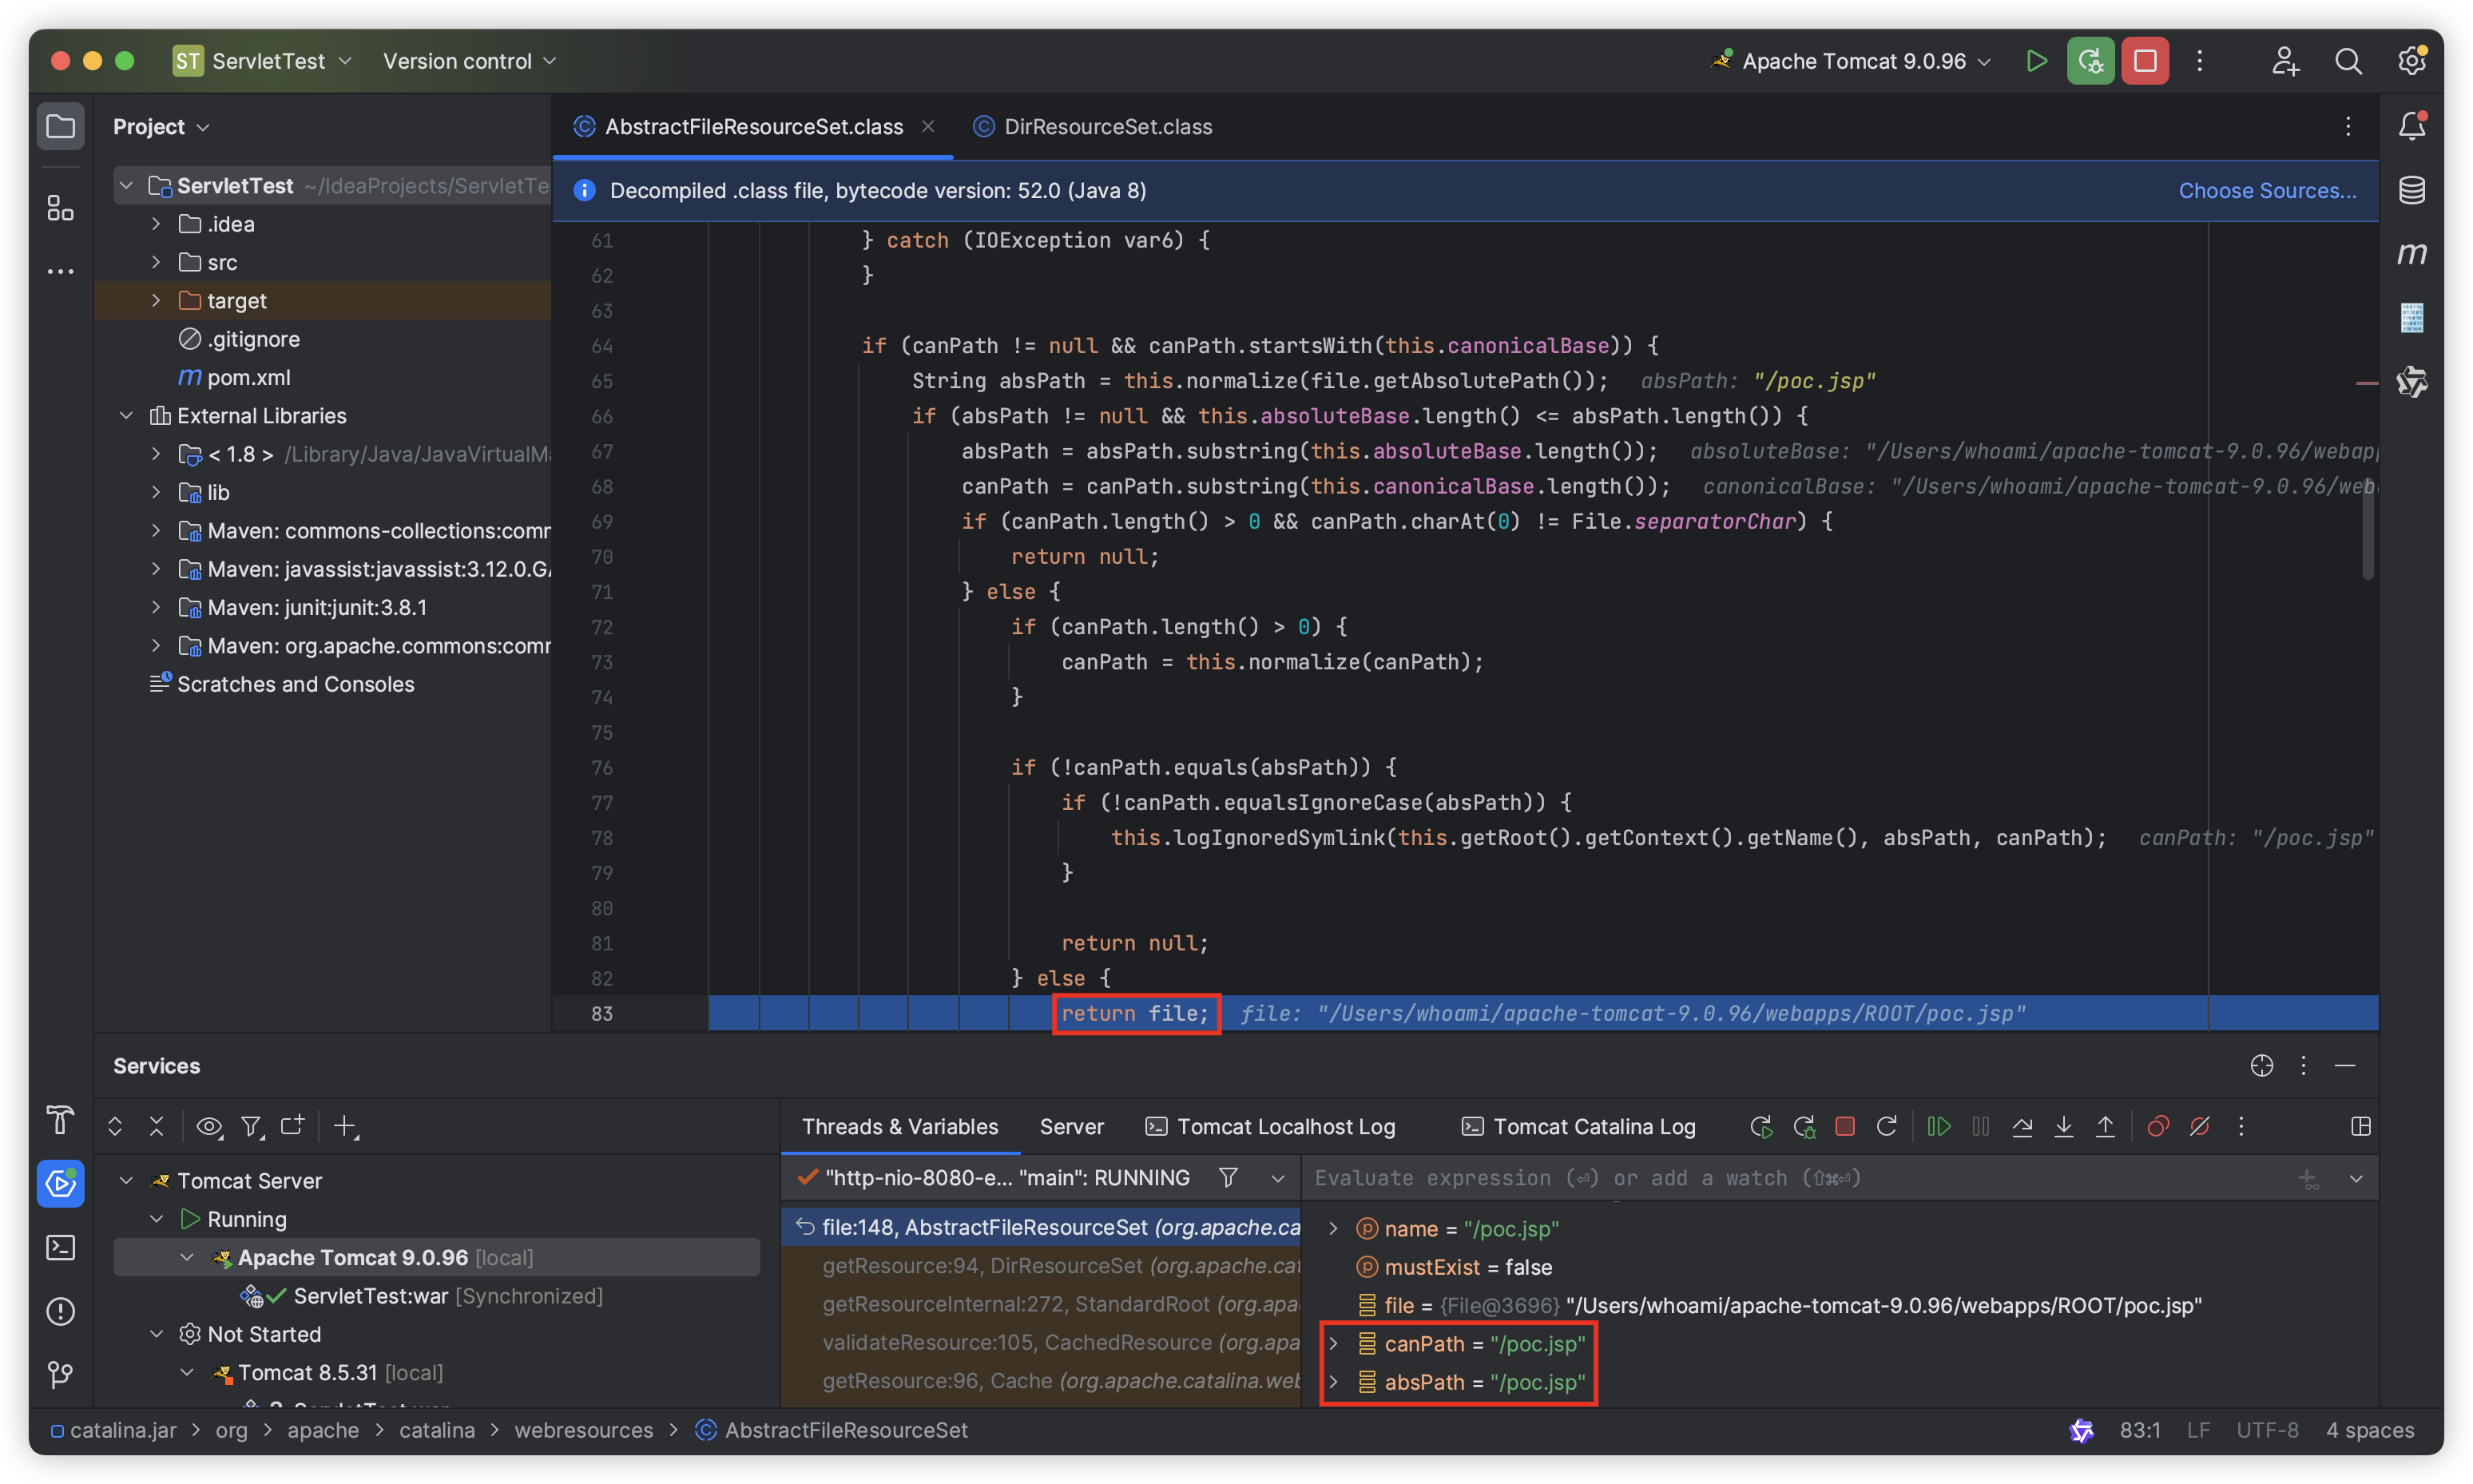 ST ServletTest Version control Apache Tomcat 9.0.96
Project
AbstractFileResourceSet.class DirResourceSet.class
ServletTest ~/IdeaProjects/ServletTe
.idea
src
target
.gitignore
pom.xml
External Libraries
< 1.8 > /Library/Java/JavaVirtualMa
lib
Maven: commons-collections:comm
Maven: javassist:javassist:3.12.0.GA
Maven: junit:junit:3.8.1
Maven: org.apache.commons:comm
Scratches and Consoles
Decompiled .class file, bytecode version: 52.0 (Java 8) Choose Sources...
61 } catch (IOException var6) {
62 }
63
64 if (canPath != null && canPath.startsWith(this.canonicalBase)) {
65 String absPath = this.normalize(file.getAbsolutePath()); absPath: "/poc.jsp"
66 if (absPath != null && this.absoluteBase.length() <= absPath.length()) {
67 absPath = absPath.substring(this.absoluteBase.length()); absoluteBase: "/Users/whoami/apache-tomcat-9.0.96/webapp
68 canPath = canPath.substring(this.canonicalBase.length()); canonicalBase: "/Users/whoami/apache-tomcat-9.0.96/web
69 if (canPath.length() > 0 && canPath.charAt(0) != File.separatorChar) {
70 return null;
71 } else {
72 if (canPath.length() > 0) {
73 canPath = this.normalize(canPath);
74 }
75
76 if (!canPath.equals(absPath)) {
77 if (!canPath.equalsIgnoreCase(absPath)) {
78 this.logIgnoredSymlink(this.getRoot().getContext().getName(), absPath, canPath); canPath: "/poc.jsp"
79 }
80
81 return null;
82 } else {
83 return file; file: "/Users/whoami/apache-tomcat-9.0.96/webapps/ROOT/poc.jsp"
Services
Threads & Variables Server Tomcat Localhost Log Tomcat Catalina Log
Tomcat Server
Running
Apache Tomcat 9.0.96 [local]
ServletTest:war [Synchronized]
Not Started
Tomcat 8.5.31 [local]
"http-nio-8080-e... "main": RUNNING
file:148, AbstractFileResourceSet (org.apache.ca
getResource:94, DirResourceSet (org.apache.cat
getResourceInternal:272, StandardRoot (org.apa
validateResource:105, CachedResource (org.apa
getResource:96, Cache (org.apache.catalina.web
Evaluate expression (⏎) or add a watch (⇧⌘⏎)
name = "/poc.jsp"
mustExist = false
file = {File@3696} "/Users/whoami/apache-tomcat-9.0.96/webapps/ROOT/poc.jsp"
canPath = "/poc.jsp"
absPath = "/poc.jsp"
catalina.jar > org > apache > catalina > webresources > AbstractFileResourceSet
83:1 LF UTF-8 4 spaces